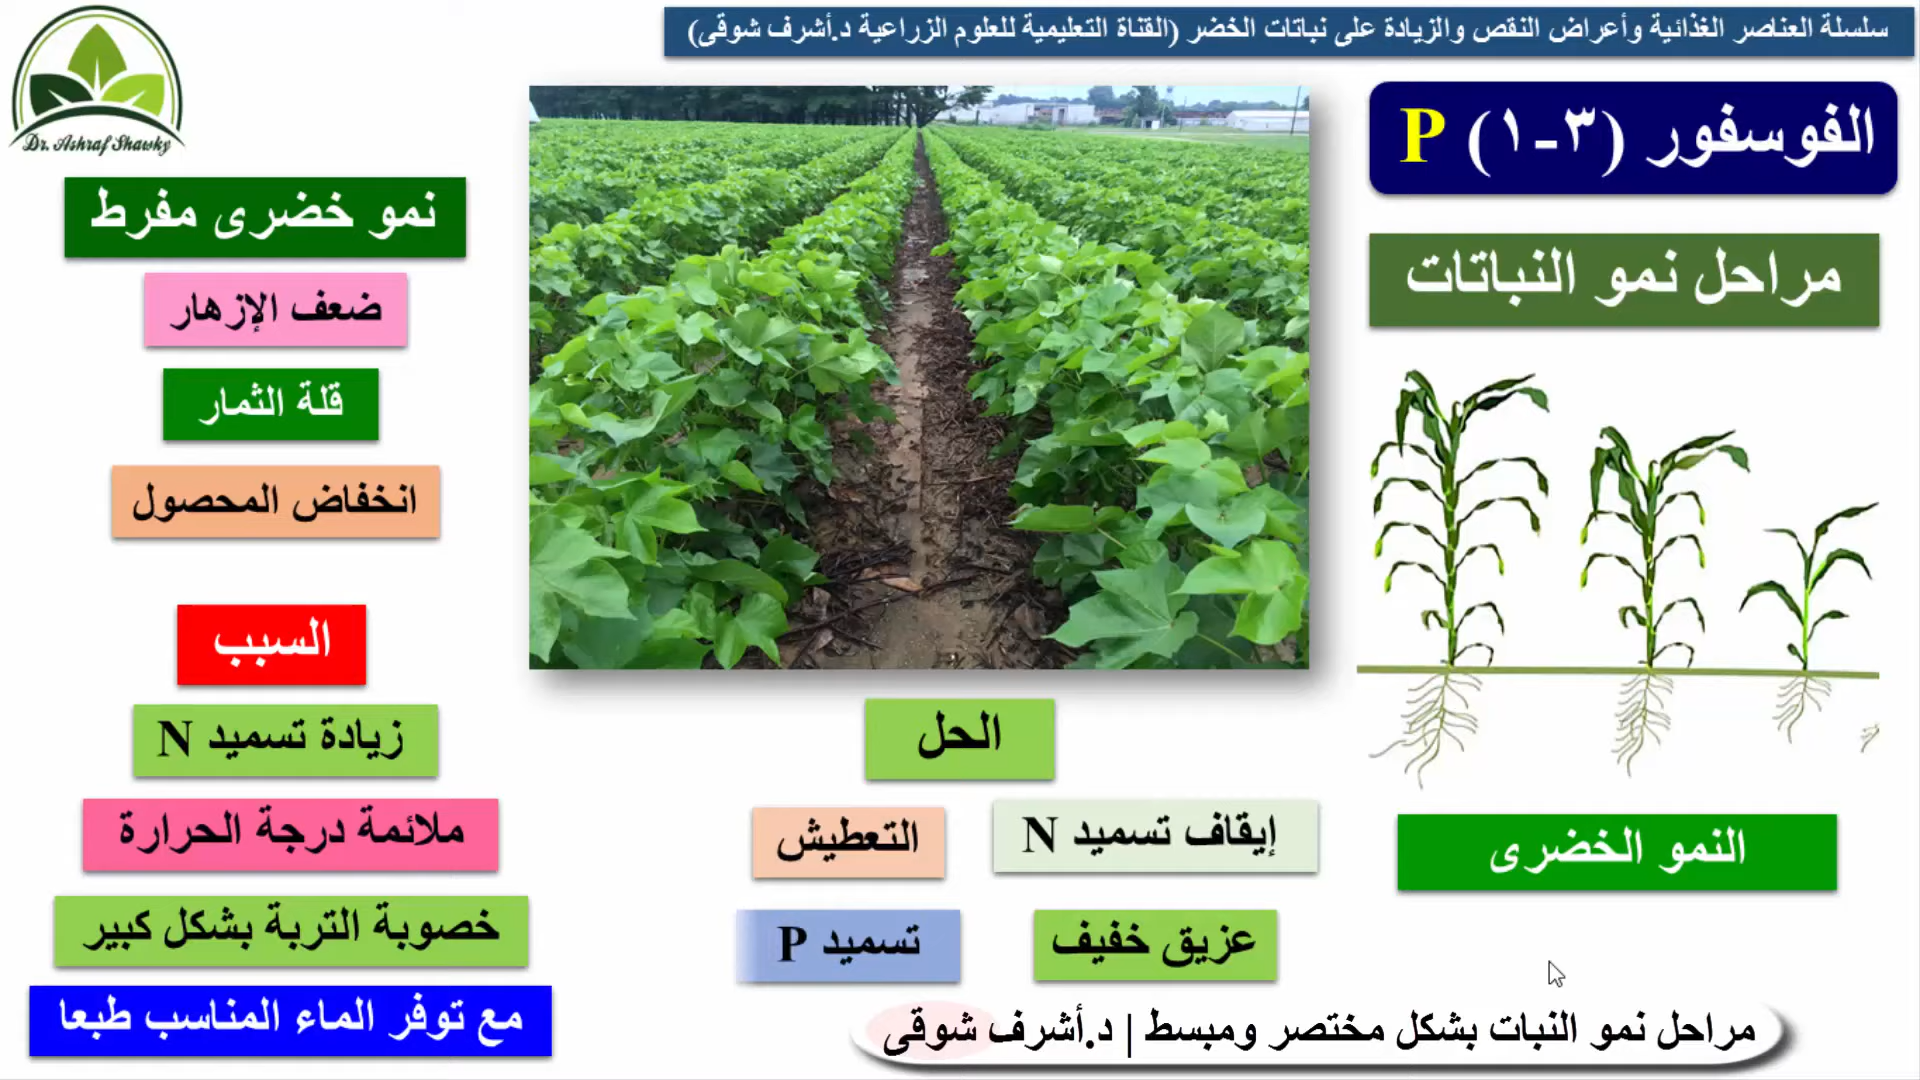 سلسلة العناصر الغذائية وأعراض النقص والزيادة على نباتات الخضر (القناة التعليمية للعلوم الزراعية د.أشرف شوقى)
Dr. Ashraf Shawky
الفوسفور (٣-١) P
مراحل نمو النباتات
النمو الخضرى
نمو خضرى مفرط
ضعف الإزهار
قلة الثمار
انخفاض المحصول
السبب
زيادة تسميد N
ملائمة درجة الحرارة
خصوبة التربة بشكل كبير
مع توفر الماء المناسب طبعا
الحل
إيقاف تسميد N
التعطيش
عزيق خفيف
تسميد P
مراحل نمو النبات بشكل مختصر ومبسط | د.أشرف شوقى